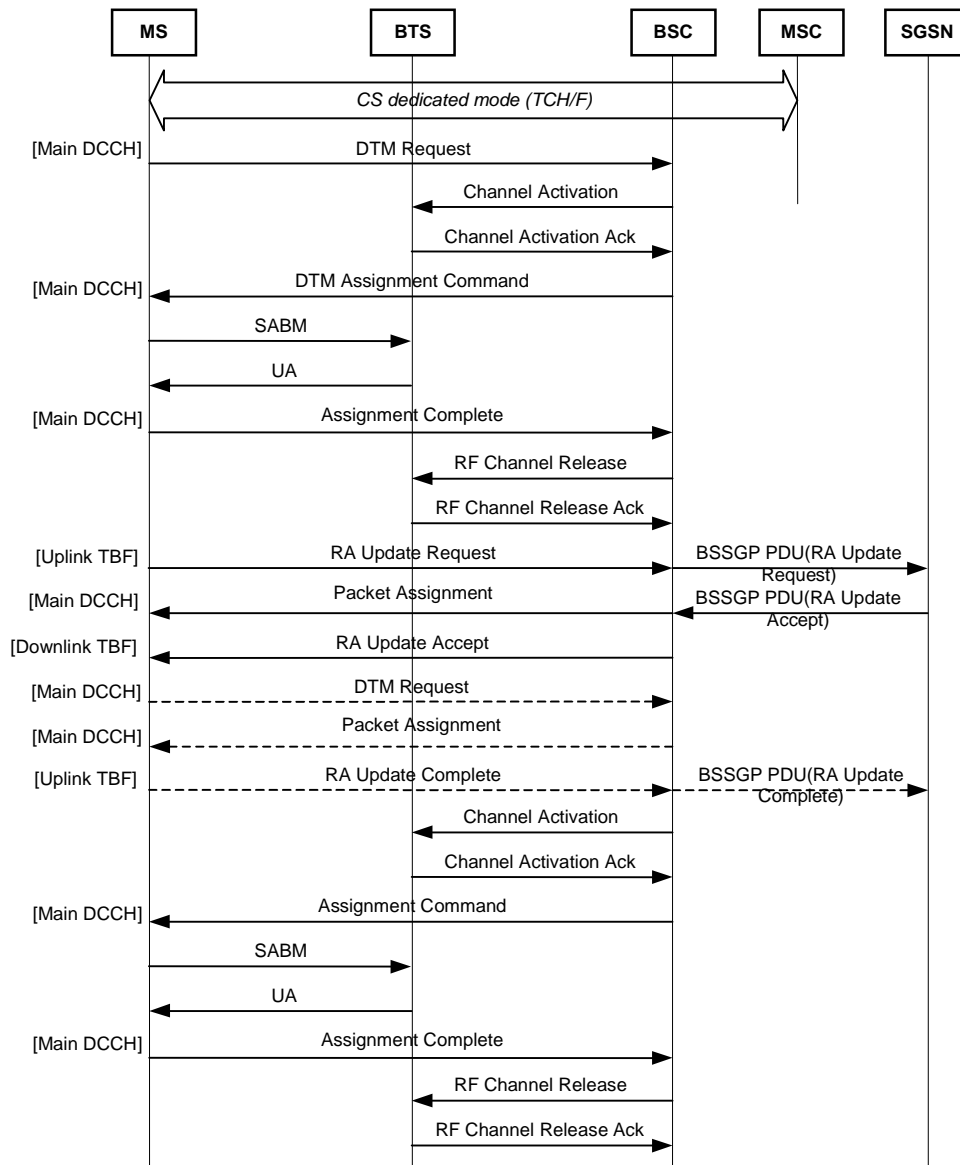 MS BTS BSC MSC SGSN
CS dedicated mode (TCH/F)
[Main DCCH] DTM Request
Channel Activation
Channel Activation Ack
[Main DCCH] DTM Assignment Command
SABM
UA
[Main DCCH] Assignment Complete
RF Channel Release
RF Channel Release Ack
[Uplink TBF] RA Update Request BSSGP PDU(RA Update
Request)
[Main DCCH] Packet Assignment BSSGP PDU(RA Update
Accept)
[Downlink TBF] RA Update Accept
[Main DCCH] DTM Request
[Main DCCH] Packet Assignment
[Uplink TBF] RA Update Complete BSSGP PDU(RA Update
Complete)
Channel Activation
Channel Activation Ack
[Main DCCH] Assignment Command
SABM
UA
[Main DCCH] Assignment Complete
RF Channel Release
RF Channel Release Ack